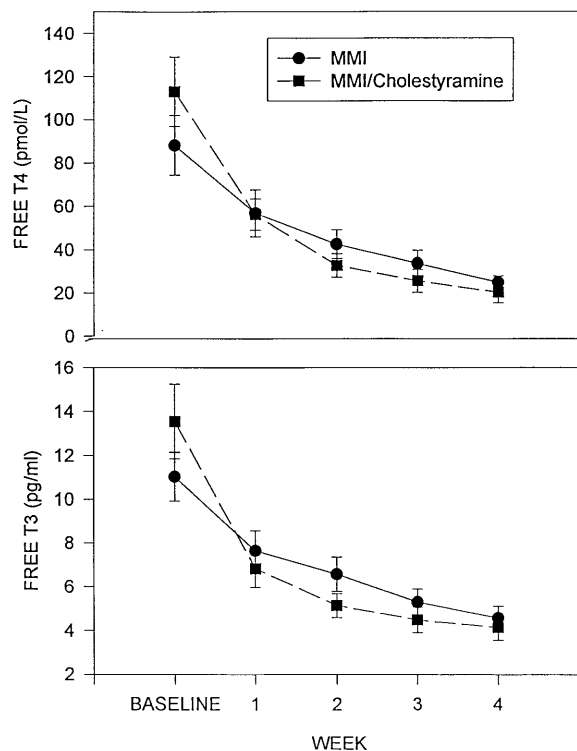 140
120
100
80
60
40
20
0
FREE T4 (pmol/L)
MMI
MMI/Cholestyramine
16
14
12
10
8
6
4
2
FREE T3 (pg/ml)
BASELINE 1 2 3 4
WEEK